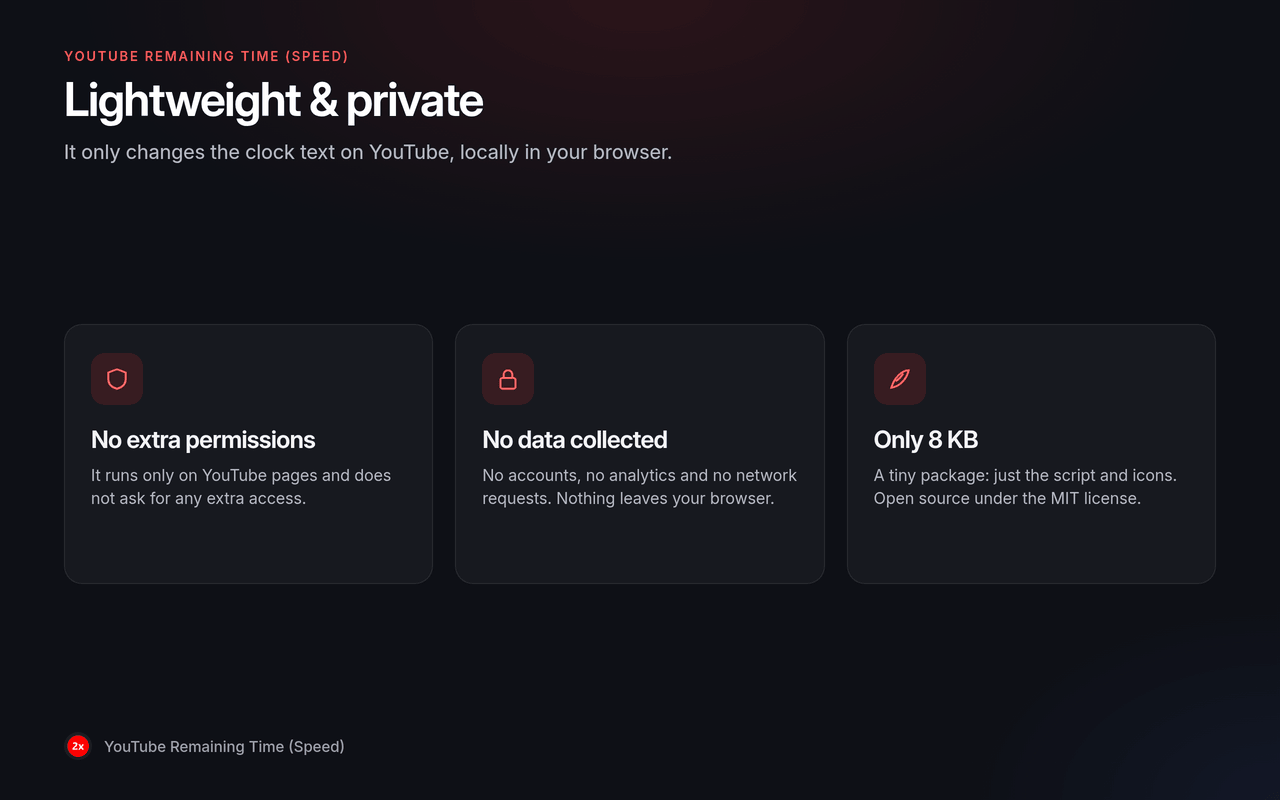 YOUTUBE REMAINING TIME (SPEED)
Lightweight & private
It only changes the clock text on YouTube, locally in your browser.
No extra permissions
It runs only on YouTube pages and does
not ask for any extra access.
No data collected
No accounts, no analytics and no network
requests. Nothing leaves your browser.
Only 8 KB
A tiny package: just the script and icons.
Open source under the MIT license.
2x
YouTube Remaining Time (Speed)